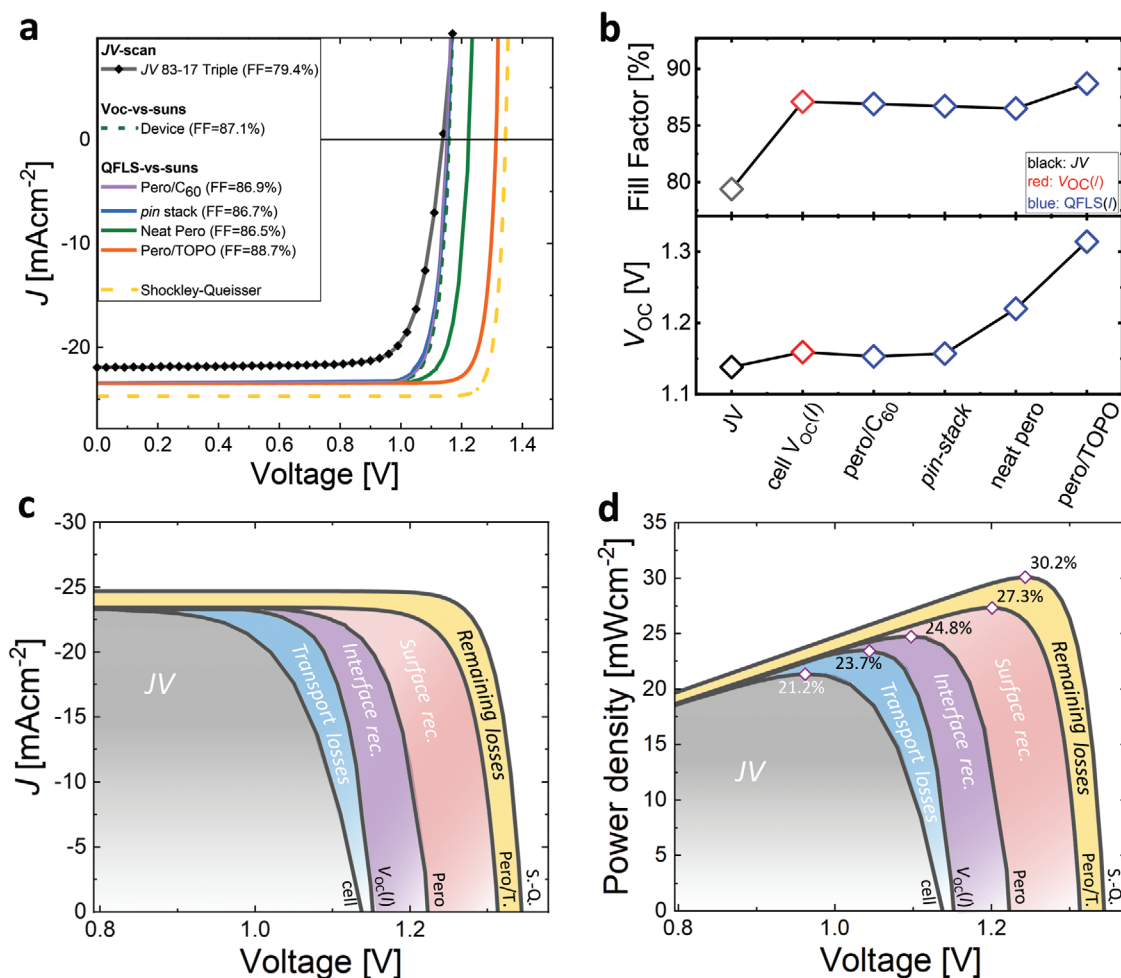 a
JV-scan
JV 83-17 Triple (FF=79.4%)
Voc-vs-suns
Device (FF=87.1%)
QFLS-vs-suns
Pero/C₆₀ (FF=86.9%)
pin stack (FF=86.7%)
Neat Pero (FF=86.5%)
Pero/TOPO (FF=88.7%)
Shockley-Queisser
J [mAcm⁻²]
0
-10
-20
0.0 0.2 0.4 0.6 0.8 1.0 1.2 1.4
Voltage [V]
b
Fill Factor [%]
90
85
80
black: JV
red: VOC(I)
blue: QFLS(I)
VOC [V]
1.3
1.2
1.1
JV
cell VOC(I)
pero/C₆₀
pin-stack
neat pero
pero/TOPO
c
J [mAcm⁻²]
-30
-25
-20
-15
-10
-5
0
JV
Transport losses
Interface rec.
Surface rec.
Remaining losses
cell
VOC(I)
Pero
Pero/T.
S.-Q.
0.8 1.0 1.2
Voltage [V]
d
Power density [mW/cm⁻²]
35
30
25
20
15
10
5
0
30.2%
27.3%
24.8%
23.7%
21.2%
JV
Transport losses
Interface rec.
Surface rec.
Remaining losses
cell
VOC(I)
Pero
Pero/T.
S.-Q.
0.8 1.0 1.2
Voltage [V]